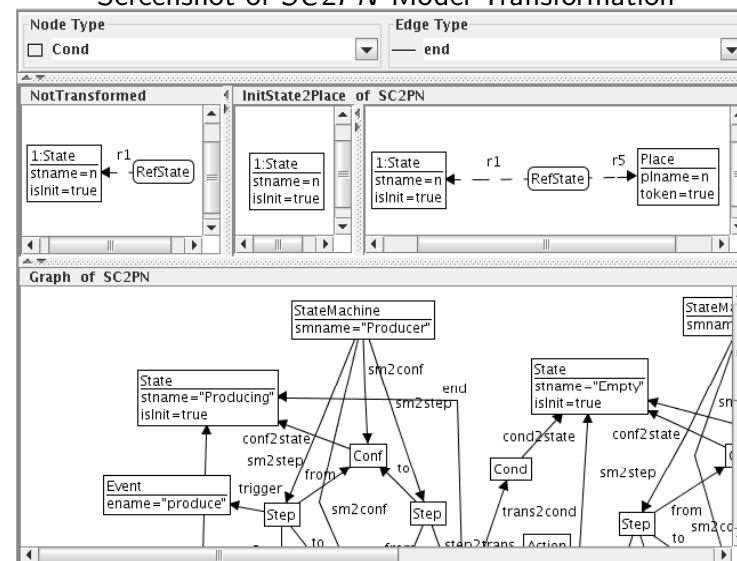 Screenshot of SC2PN Model Transformation
Node Type
Edge Type
Cond
end
NotTransformed
InitState2Place of SC2PN
1:State
stname=n
isInit=true
r1
RefState
1:State
stname=n
isInit=true
1:State
stname=n
isInit=true
r1
RefState
r5
Place
plname=n
token=true
Graph of SC2PN
StateMachine
smname="Producer"
State
stname="Producing"
isInit=true
sm2conf
end
sm2step
State
stname="Empty"
isInit=true
conf2state
cond2state
conf2state
sm2step
from
Conf
to
Cond
sm2step
Event
ename="produce"
trigger
Step
sm2conf
Step
trans2cond
Step
from
to
to
step2trans
Action